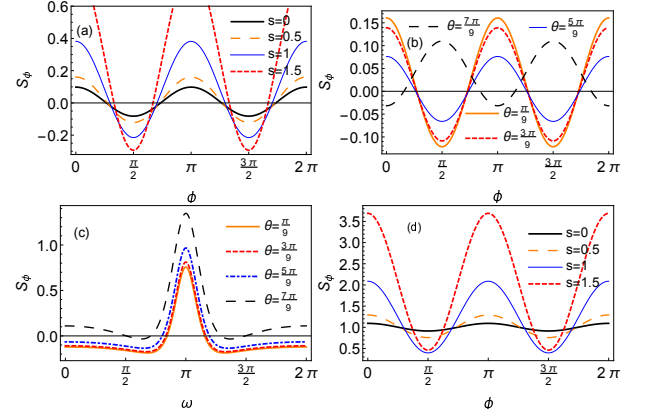 (a)
s=0
s=0.5
s=1
s=1.5
S_ϕ
0.6
0.4
0.2
0.0
-0.2
0 π/2 π 3π/2 2π
ϕ
(b)
θ=7π/9
θ=5π/9
θ=π/9
θ=3π/9
S_ϕ
0.15
0.10
0.05
0.00
-0.05
-0.10
0 π/2 π 3π/2 2π
ϕ
(c)
θ=π/9
θ=3π/9
θ=5π/9
θ=7π/9
S_ϕ
1.0
0.5
0.0
0 π/2 π 3π/2 2π
ω
(d)
s=0
s=0.5
s=1
s=1.5
S_ϕ
3.5
3.0
2.5
2.0
1.5
1.0
0.5
0 π/2 π 3π/2 2π
ϕ